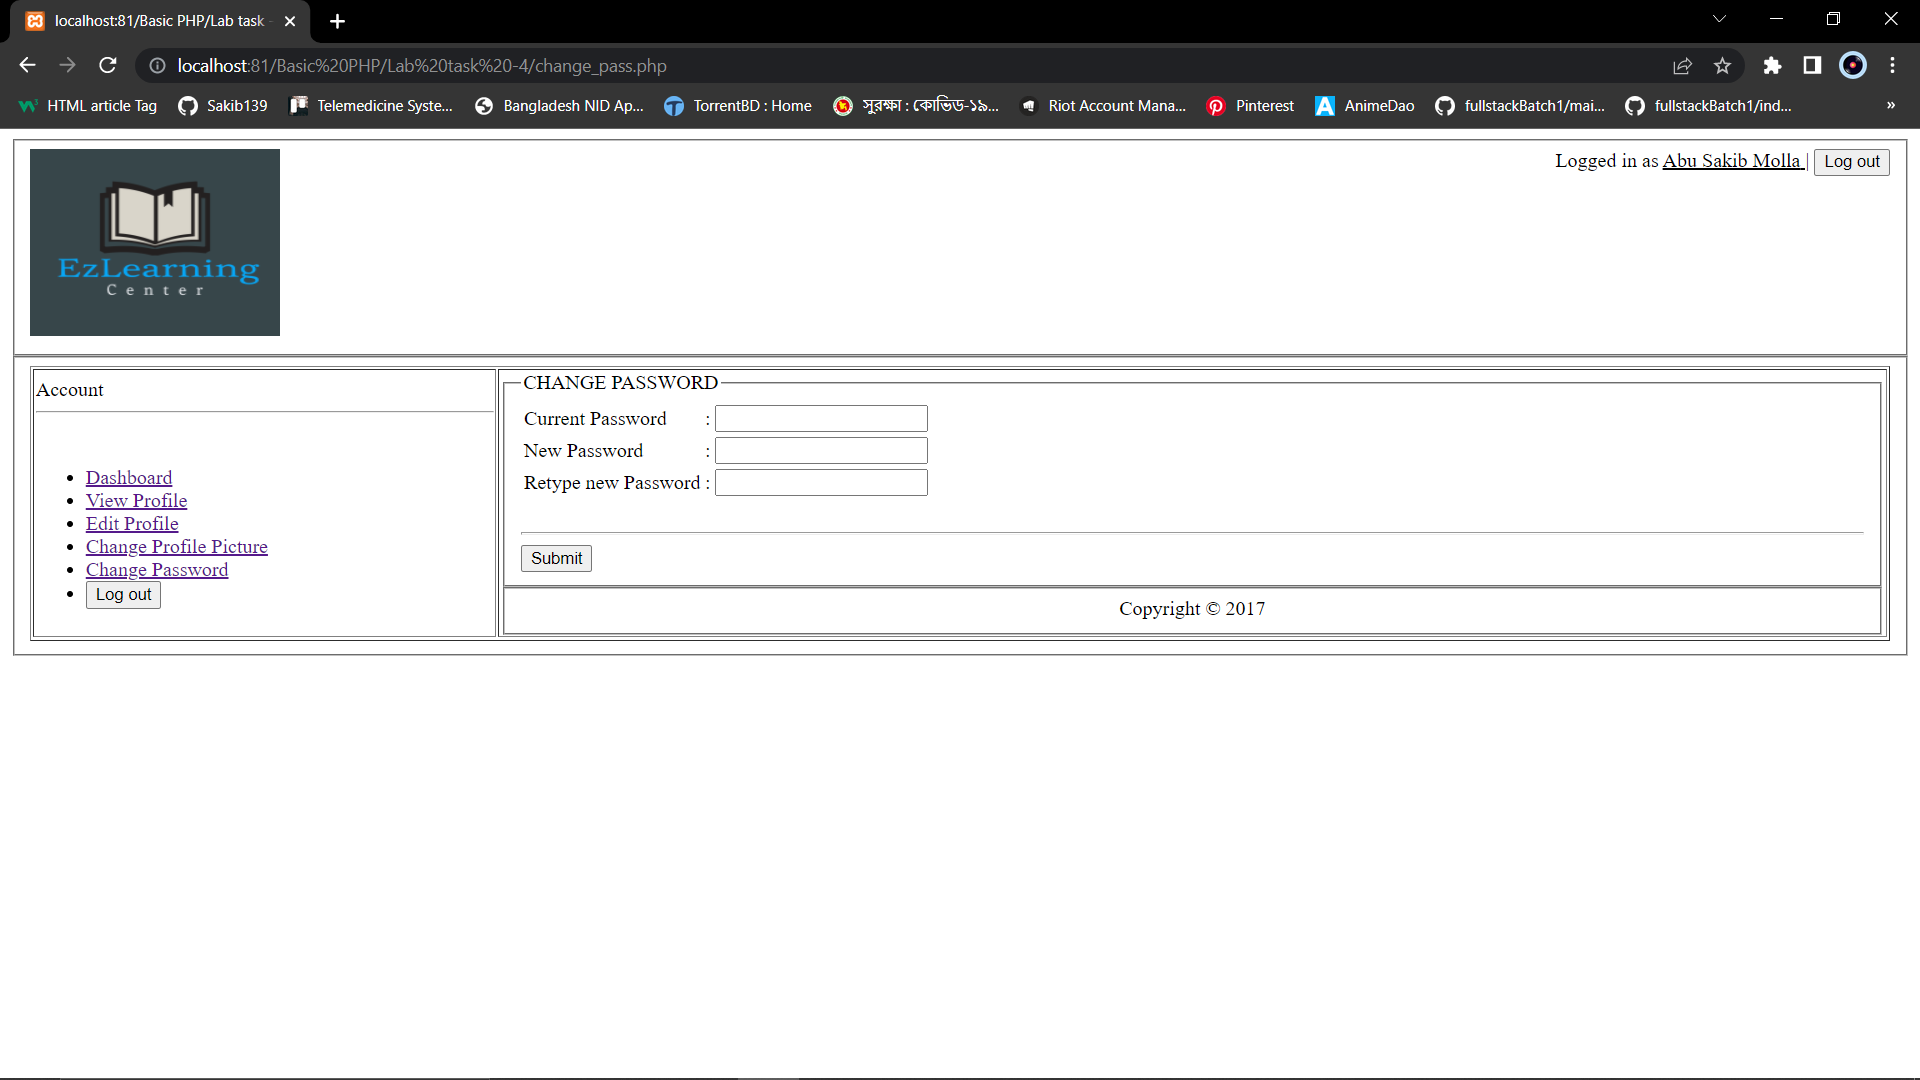 localhost:81/Basic PHP/Lab task -
localhost:81/Basic%20PHP/Lab%20task%20-4/change_pass.php
HTML article Tag
Sakib139
Telemedicine Syste...
Bangladesh NID Ap...
TorrentBD : Home
সুরক্ষা : কোভিড-১৯...
Riot Account Mana...
Pinterest
AnimeDao
fullstackBatch1/mai...
fullstackBatch1/ind...
»
EzLearning
Center
Logged in as Abu Sakib Molla | Log out
Account
Dashboard
View Profile
Edit Profile
Change Profile Picture
Change Password
Log out
CHANGE PASSWORD
Current Password :
New Password :
Retype new Password :
Submit
Copyright © 2017